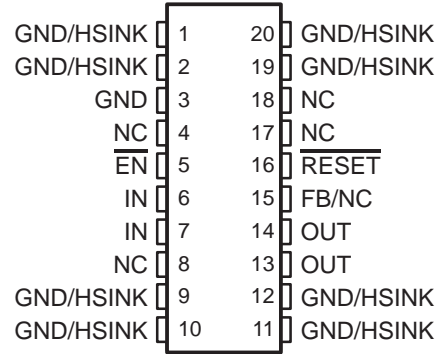 GND/HSINK 1 20 GND/HSINK
GND/HSINK 2 19 GND/HSINK
GND 3 18 NC
NC 4 17 NC
EN 5 16 RESET
IN 6 15 FB/NC
IN 7 14 OUT
NC 8 13 OUT
GND/HSINK 9 12 GND/HSINK
GND/HSINK 10 11 GND/HSINK